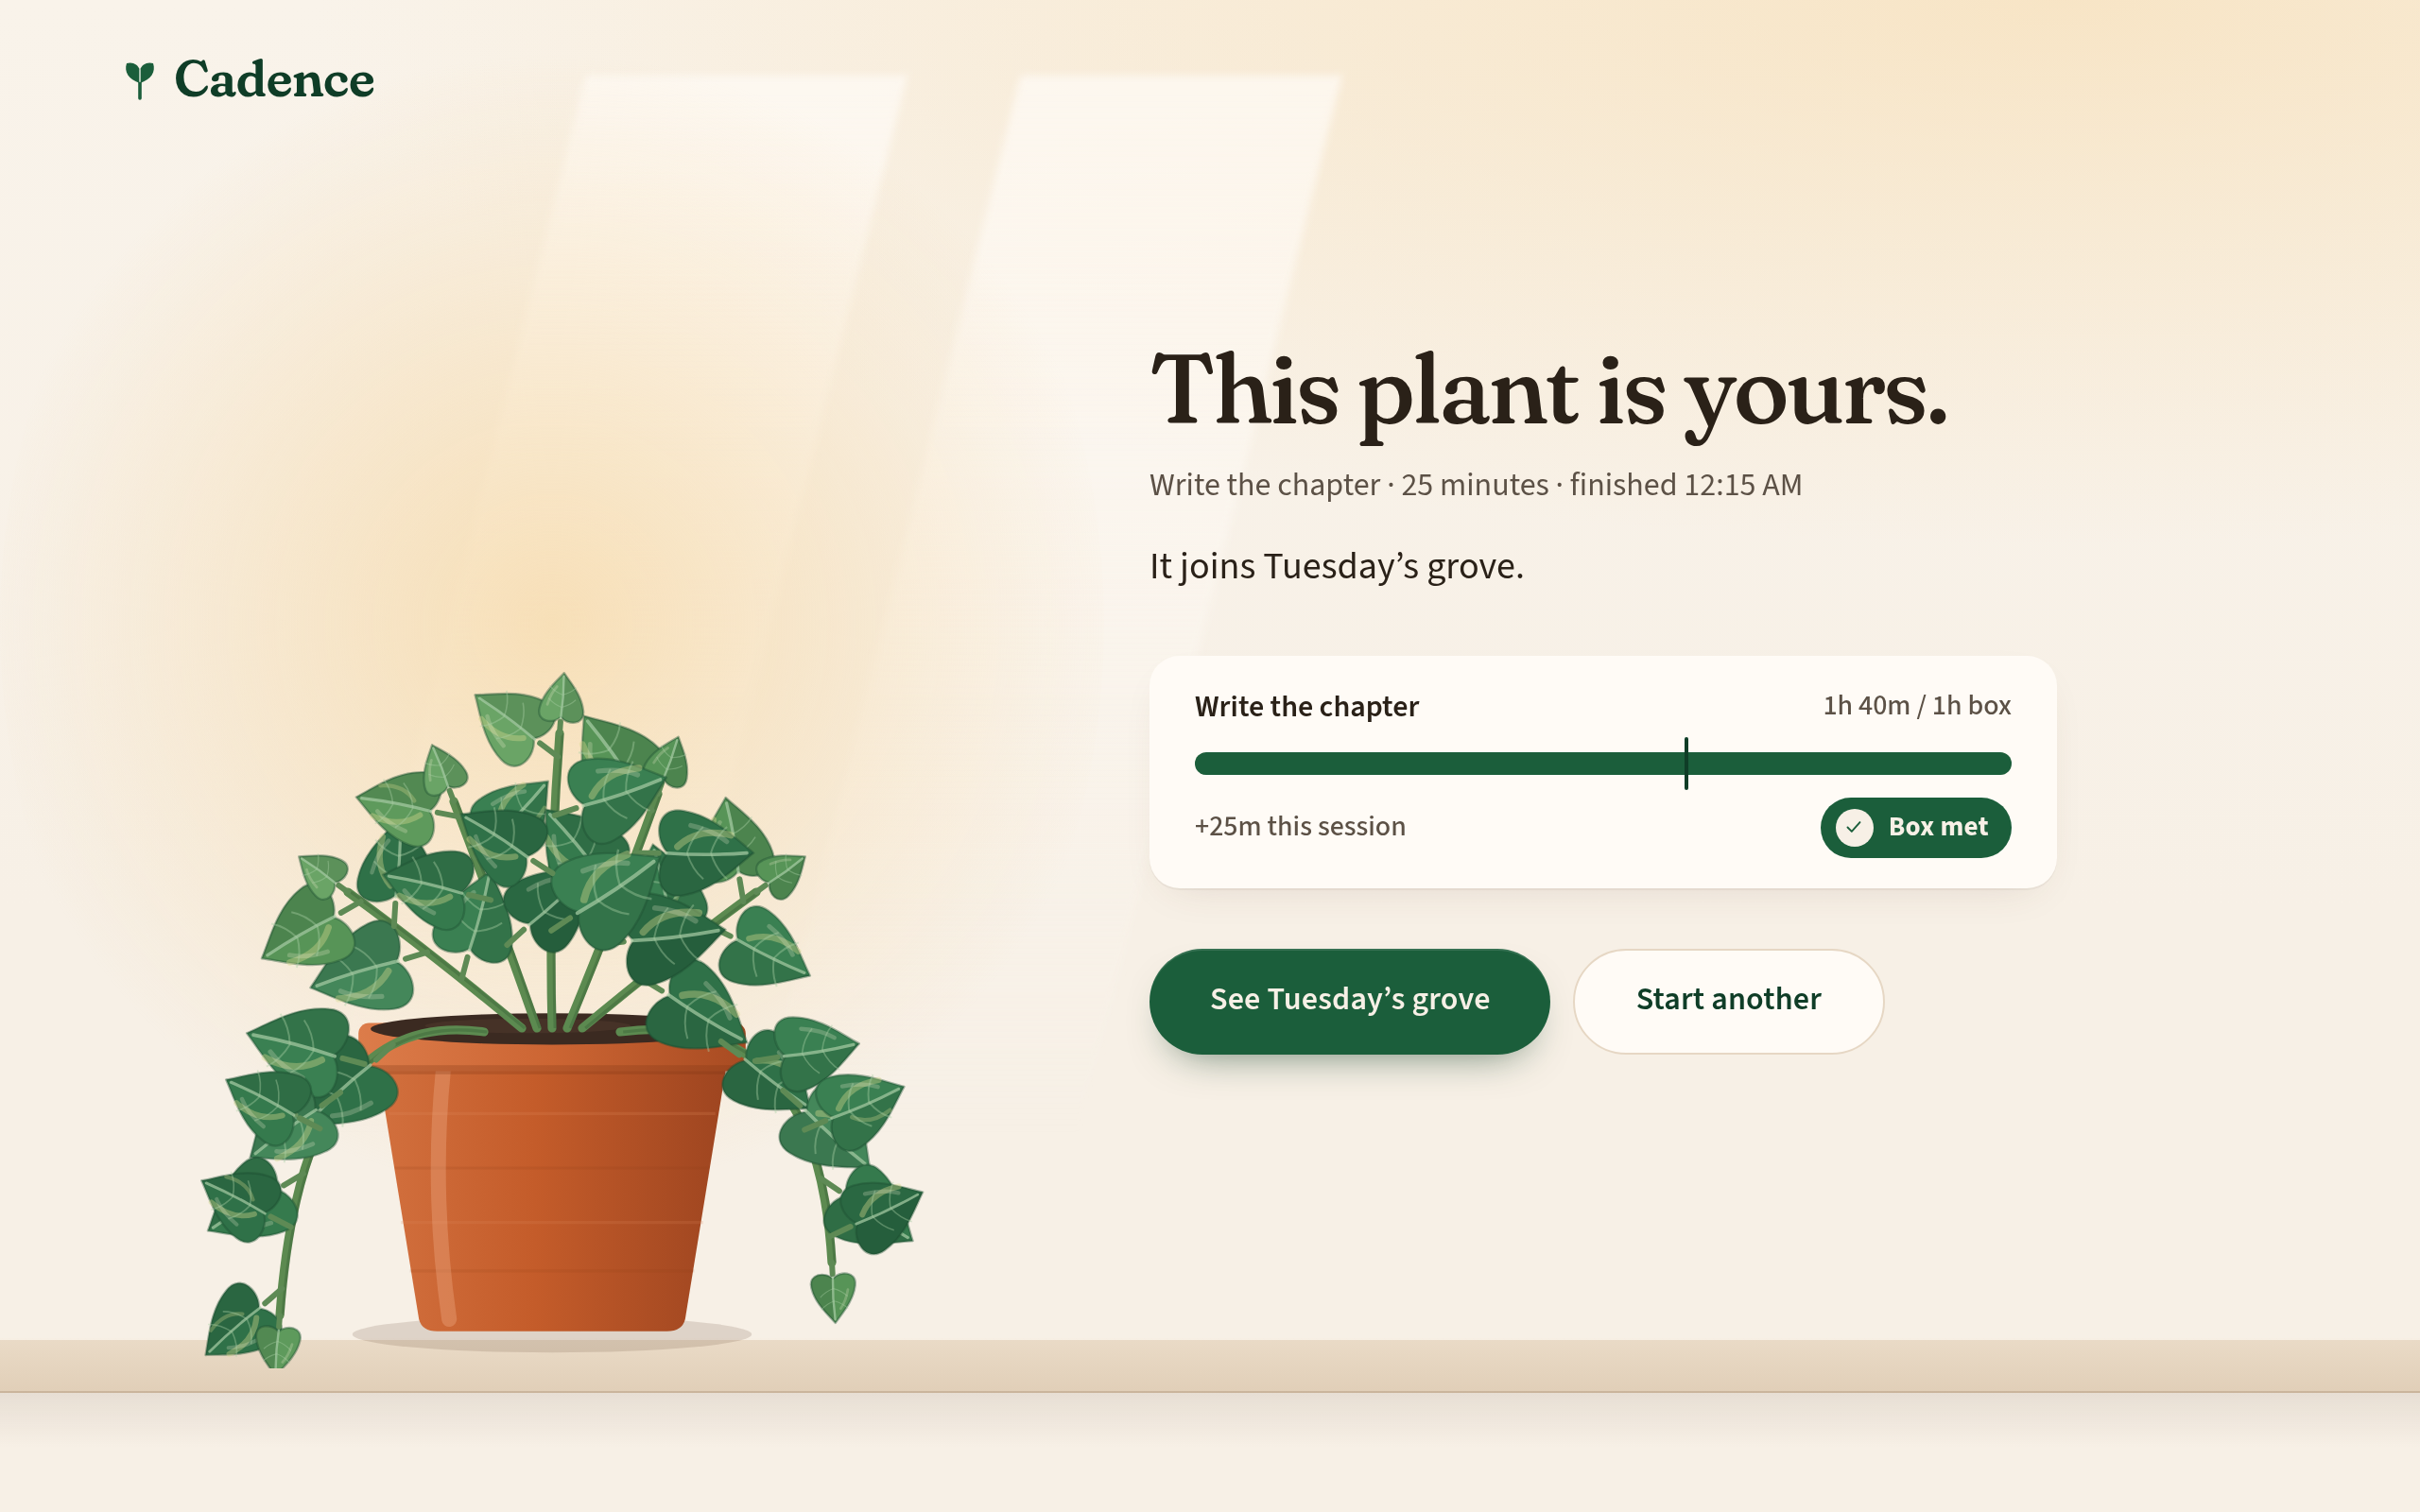 Cadence
This plant is yours.
Write the chapter · 25 minutes · finished 12:15 AM
It joins Tuesday’s grove.
Write the chapter
1h 40m / 1h box
+25m this session
Box met
See Tuesday’s grove
Start another